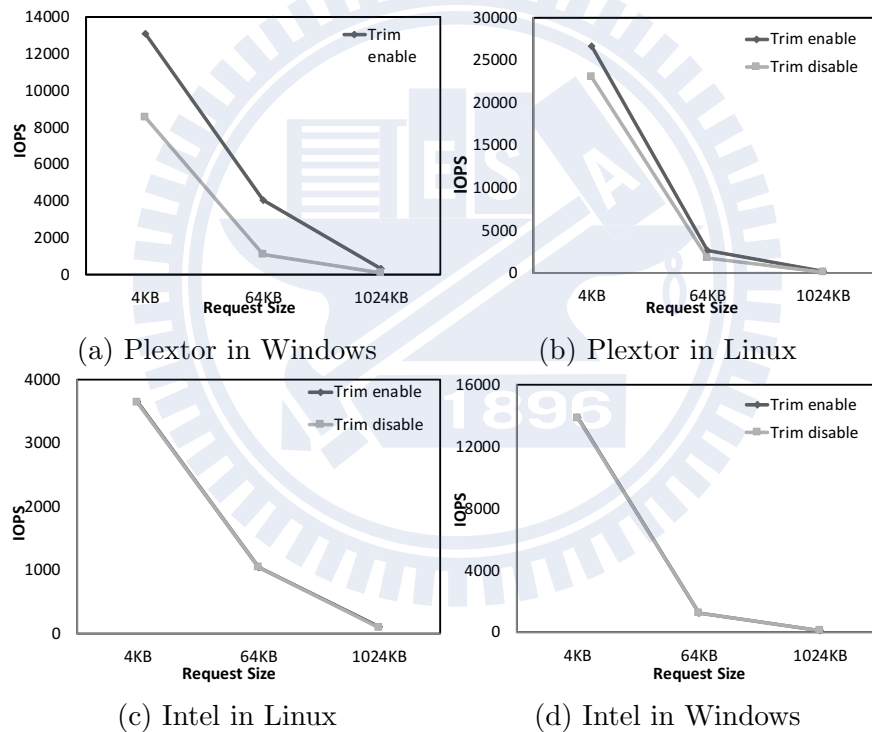 14000
12000
10000
8000
6000
4000
2000
0
IOPS
Trim
enable
4KB 64KB 1024KB
Request Size
(a) Plextor in Windows
30000
25000
20000
15000
10000
5000
0
IOPS
Trim enable
Trim disable
4KB 64KB 1024KB
Request Size
(b) Plextor in Linux
4000
3000
2000
1000
0
IOPS
Trim enable
Trim disable
4KB 64KB 1024KB
Request Size
(c) Intel in Linux
16000
12000
8000
4000
0
IOPS
Trim enable
Trim disable
4KB 64KB 1024KB
Request Size
(d) Intel in Windows
E S
A
1896